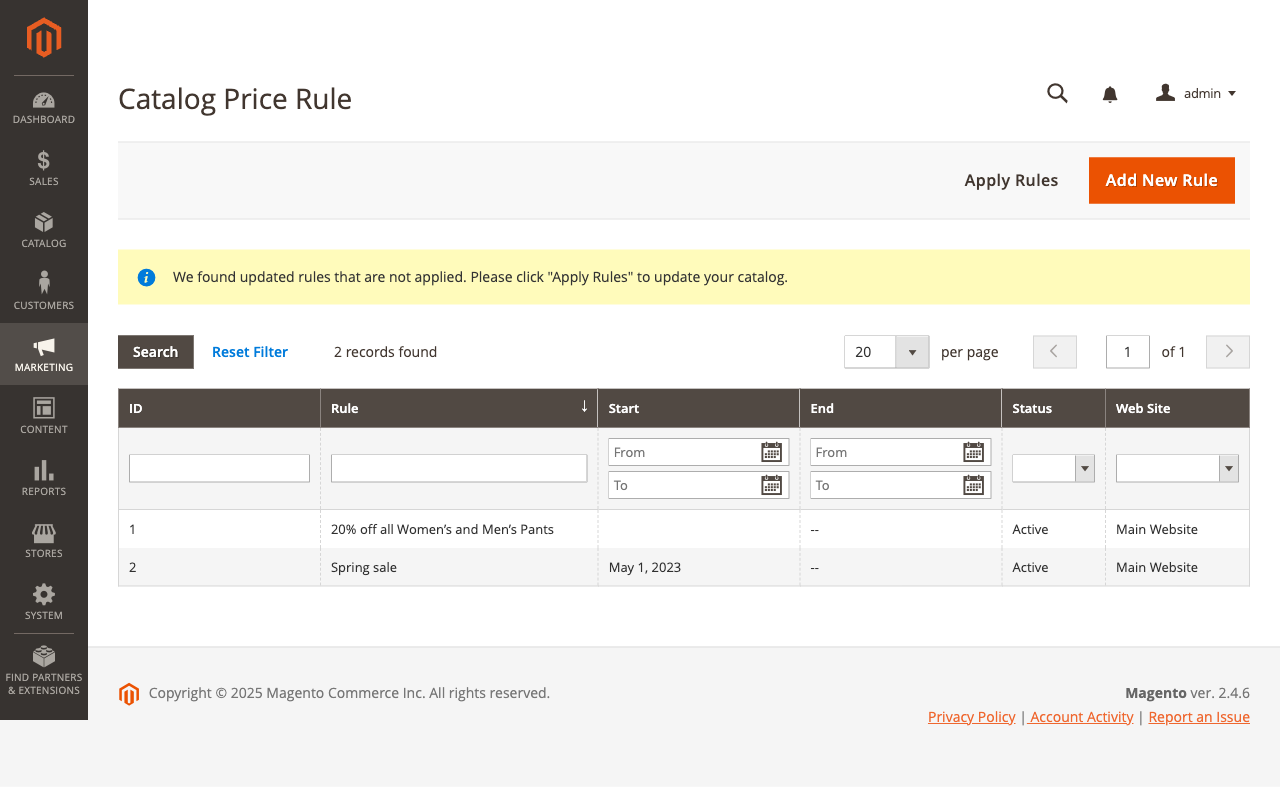 Catalog Price Rule
admin
DASHBOARD
SALES
CATALOG
CUSTOMERS
MARKETING
CONTENT
REPORTS
STORES
SYSTEM
FIND PARTNERS
& EXTENSIONS
Apply Rules Add New Rule
We found updated rules that are not applied. Please click "Apply Rules" to update your catalog.
Search Reset Filter 2 records found 20 per page 1 of 1
ID Rule ↓ Start End Status Web Site
From From
To To
1 20% off all Women’s and Men’s Pants -- Active Main Website
2 Spring sale May 1, 2023 -- Active Main Website
Copyright © 2025 Magento Commerce Inc. All rights reserved. Magento ver. 2.4.6
Privacy Policy | Account Activity | Report an Issue